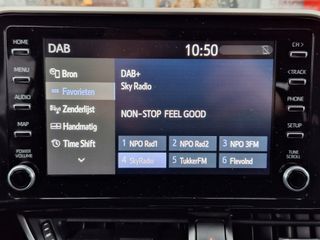 DAB 10:50
HOME
MENU
AUDIO
MAP
POWER
VOLUME
Bron
Favorieten
Zenderlijst
Handmatig
Time Shift
DAB+
Sky Radio
NON-STOP FEEL GOOD
1 NPO Rad1 2 NPO Rad2 3 NPO 3FM
4 SkyRadio 5 TukkerFM 6 Flevolnd
CH >
< TRACK
PHONE
SETUP
TUNE
SCROLL